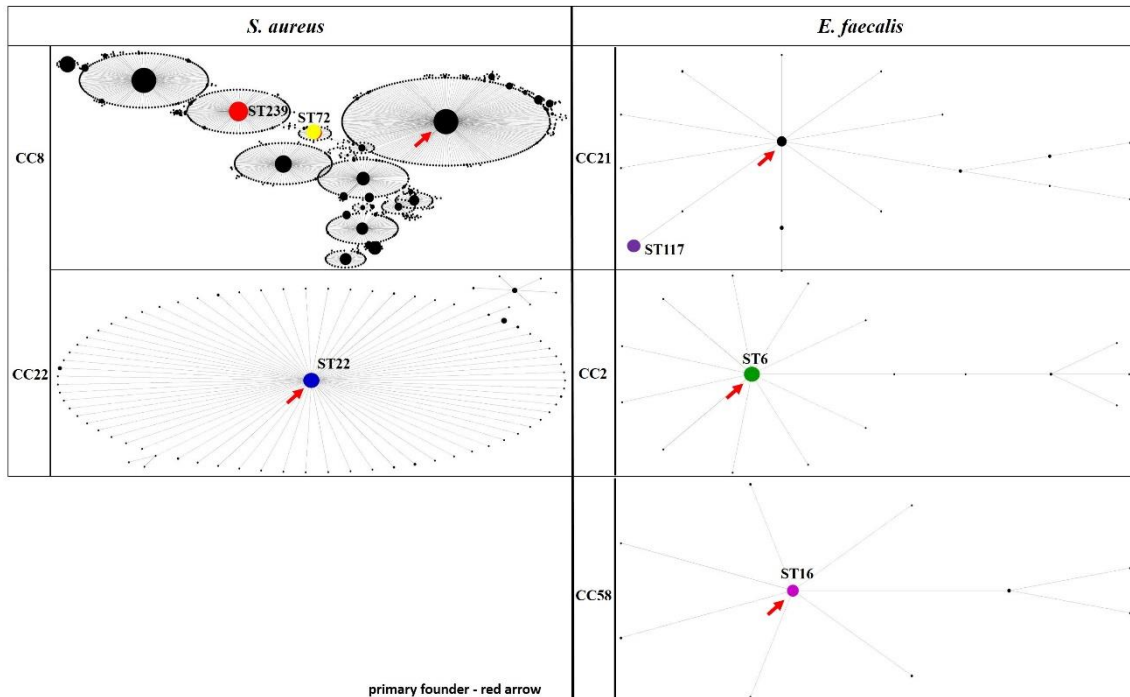 S. aureus
E. faecalis
CC8
ST239
ST72
CC21
ST117
CC22
ST22
CC2
ST6
CC58
ST16
primary founder - red arrow